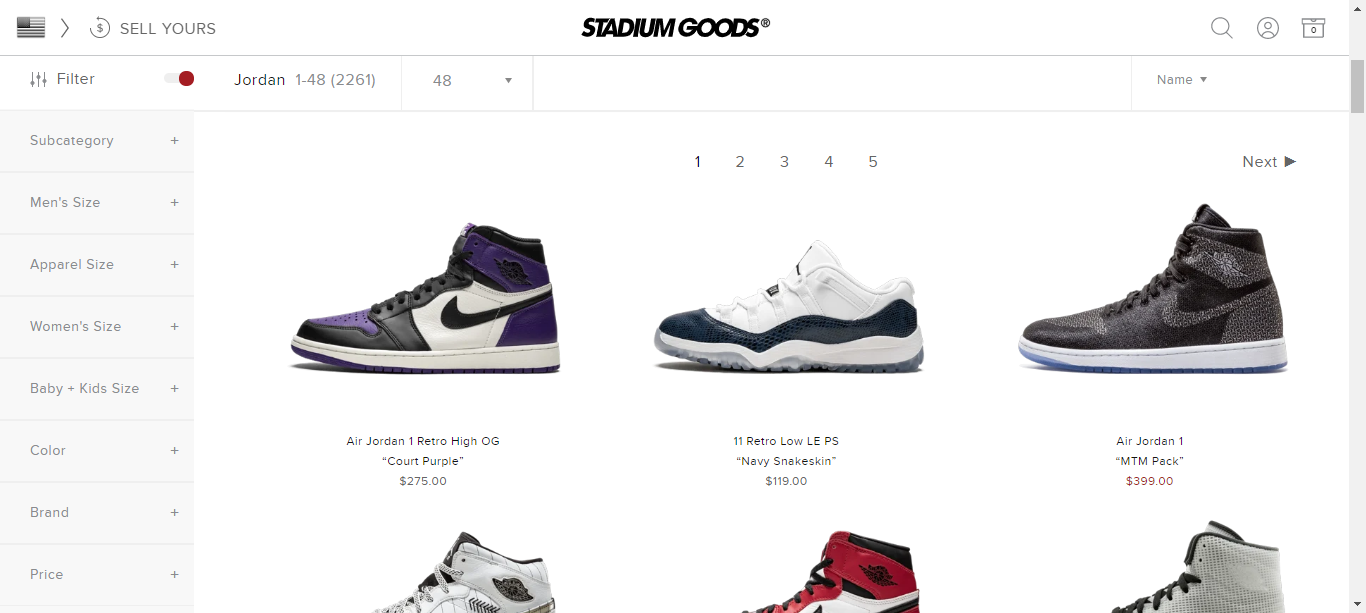 SELL YOURS
STADIUM GOODS®
0
Filter
Jordan 1-48 (2261)
48
Name
Subcategory +
Men's Size +
Apparel Size +
Women's Size +
Baby + Kids Size +
Color +
Brand +
Price +
1 2 3 4 5
Next
Air Jordan 1 Retro High OG
“Court Purple”
$275.00
11 Retro Low LE PS
“Navy Snakeskin”
$119.00
Air Jordan 1
“MTM Pack”
$399.00